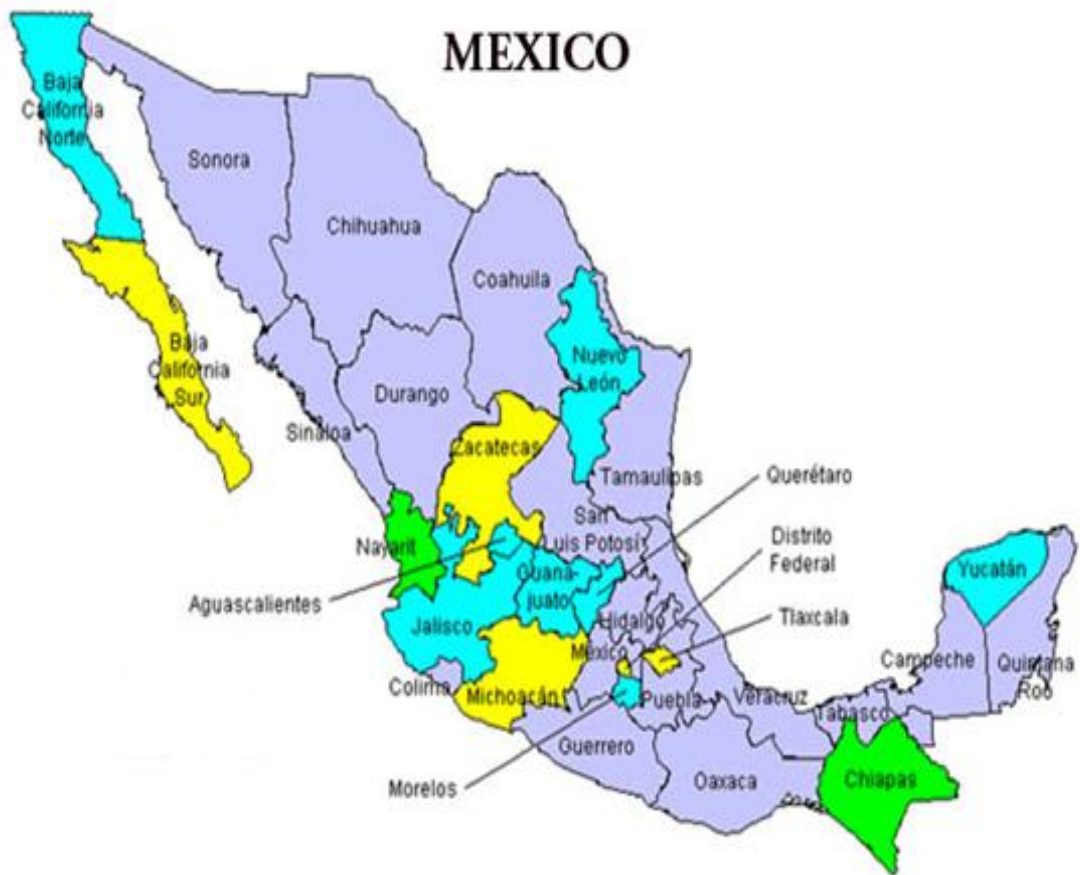 MEXICO
Baja
California
Norte
Sonora
Chihuahua
Coahuila
Baja
California
Sur
Nuevo
León
Durango
Sinaloa
Zacatecas
Tamaulipas
Querétaro
San
Luis Potosí
Distrito
Federal
Nayarit
Guana-
juato
Yucatán
Aguascalientes
Hidalgo
Tlaxcala
Jalisco
México
Campeche
Quintana
Roo
Colima
Michoacán
Puebla
Veracruz
Tabasco
Guerrero
Morelos
Oaxaca
Chiapas